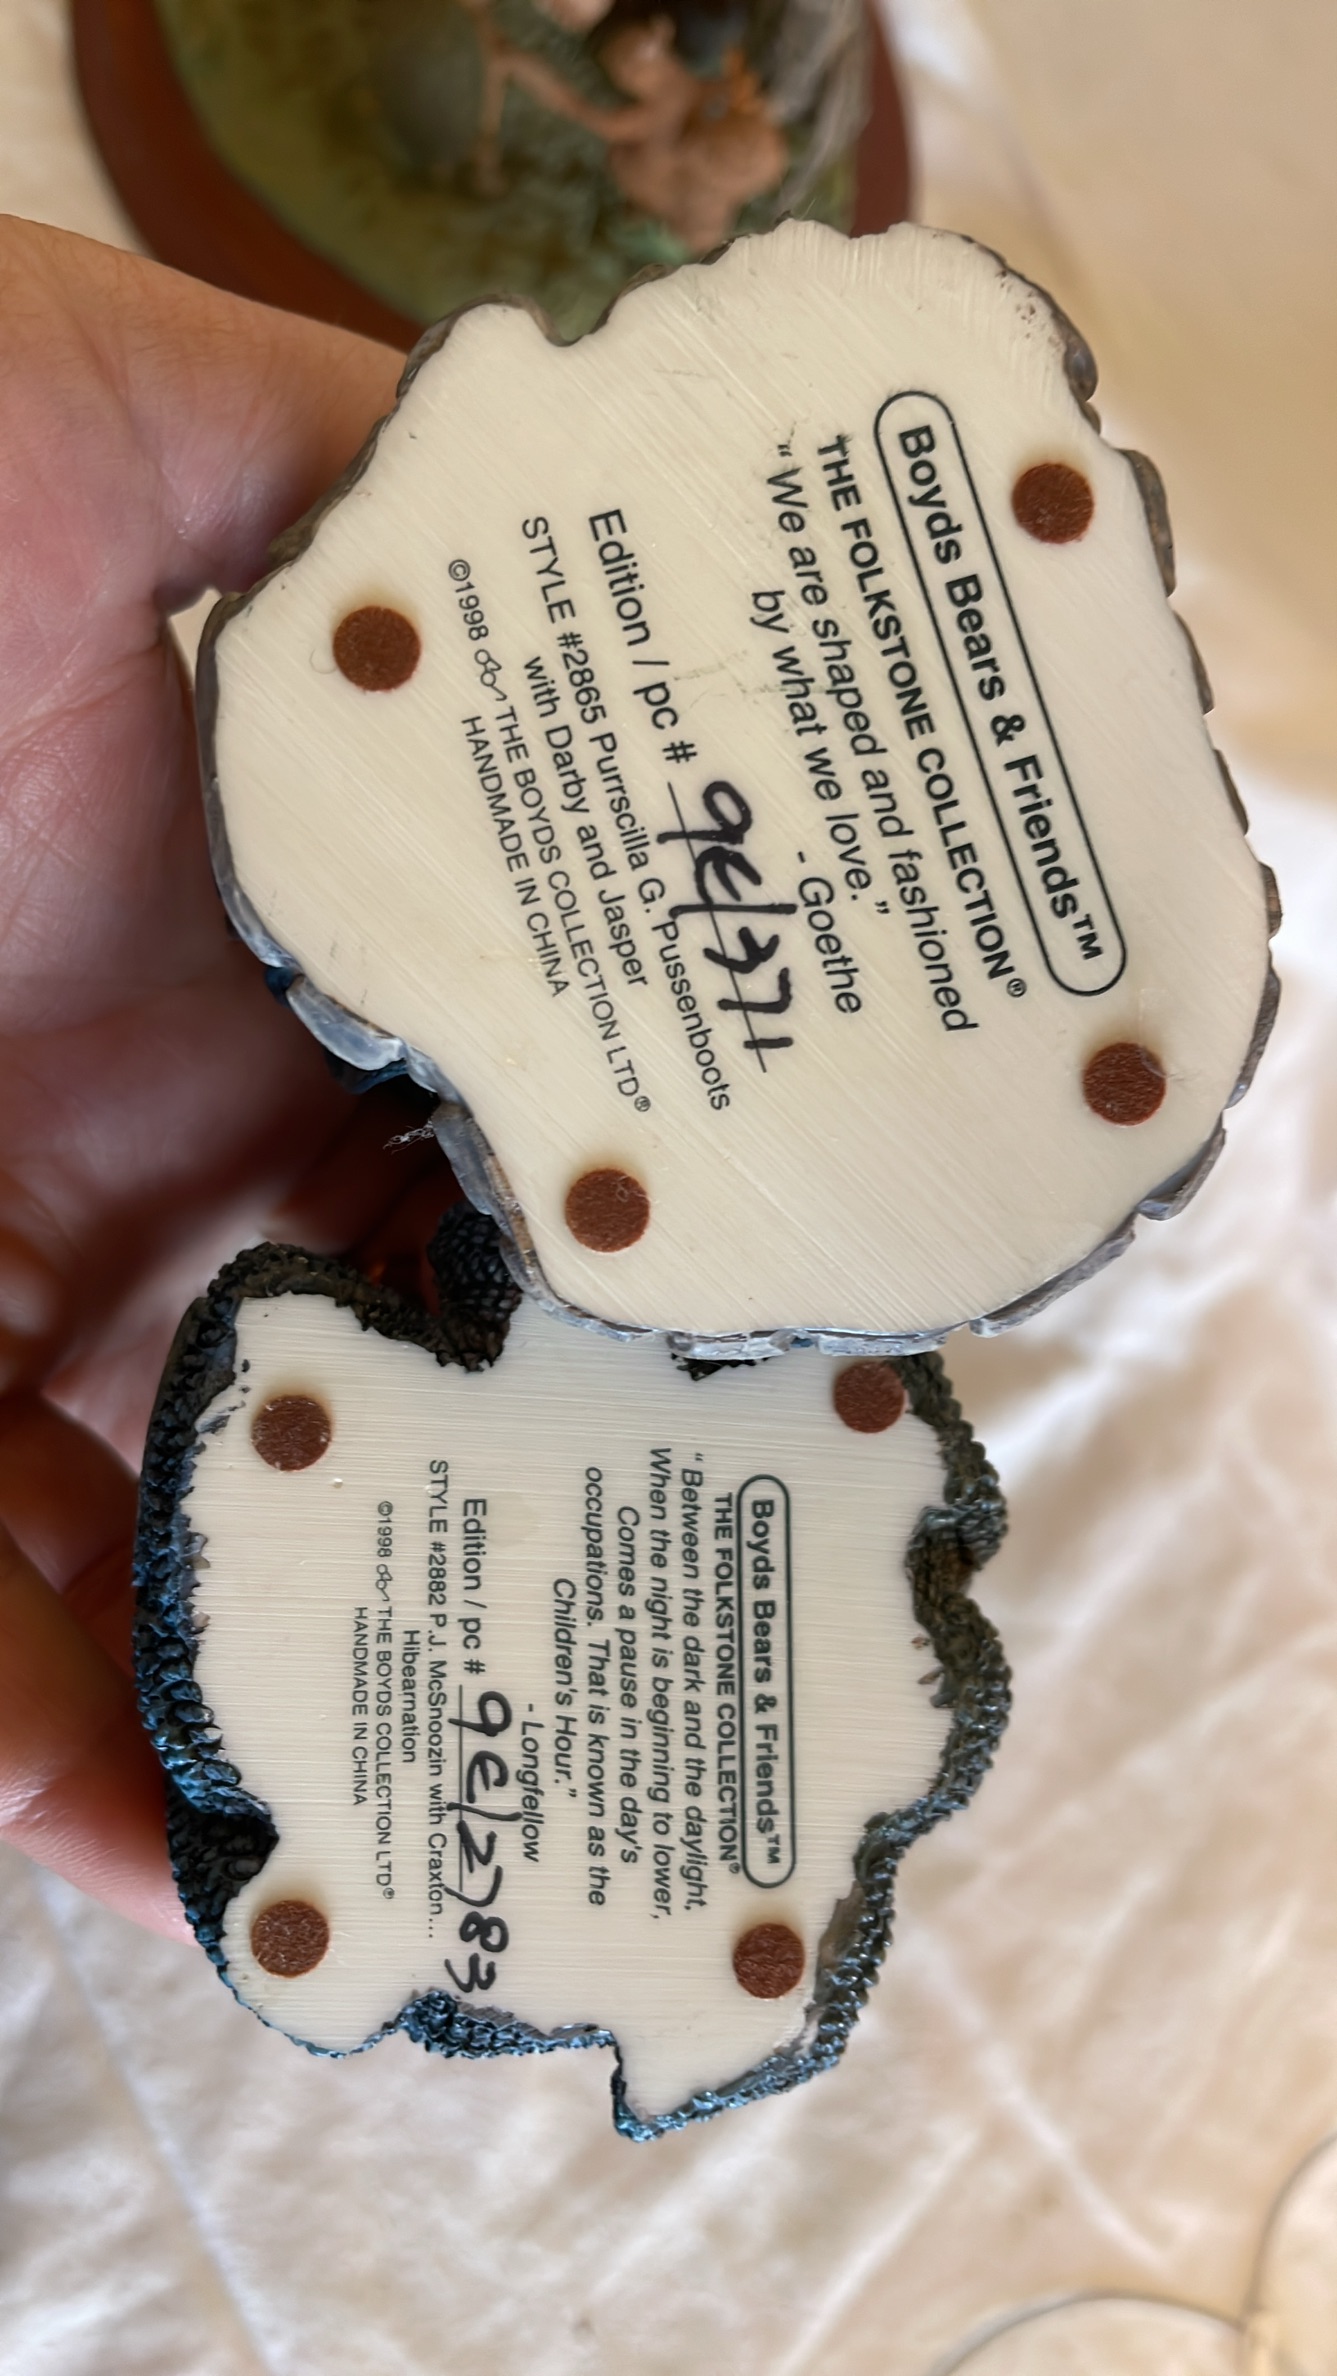 Boyds Bears & Friends™
THE FOLKSTONE COLLECTION®
"We are shaped and fashioned
by what we love."
- Goethe
Edition / pc # 9E/371
STYLE #2865 Purrscilla G. Pussenboots
with Darby and Jasper
©1998 THE BOYDS COLLECTION LTD®
HANDMADE IN CHINA
Boyds Bears & Friends™
THE FOLKSTONE COLLECTION®
"Between the dark and the daylight,
When the night is beginning to lower,
Comes a pause in the day's
occupations. That is known as the
Children's Hour."
- Longfellow
Edition / pc # 9E/2783
STYLE #2882 P.J. McSnoozin with Craxton...
Hibearnation
©1998 THE BOYDS COLLECTION LTD®
HANDMADE IN CHINA